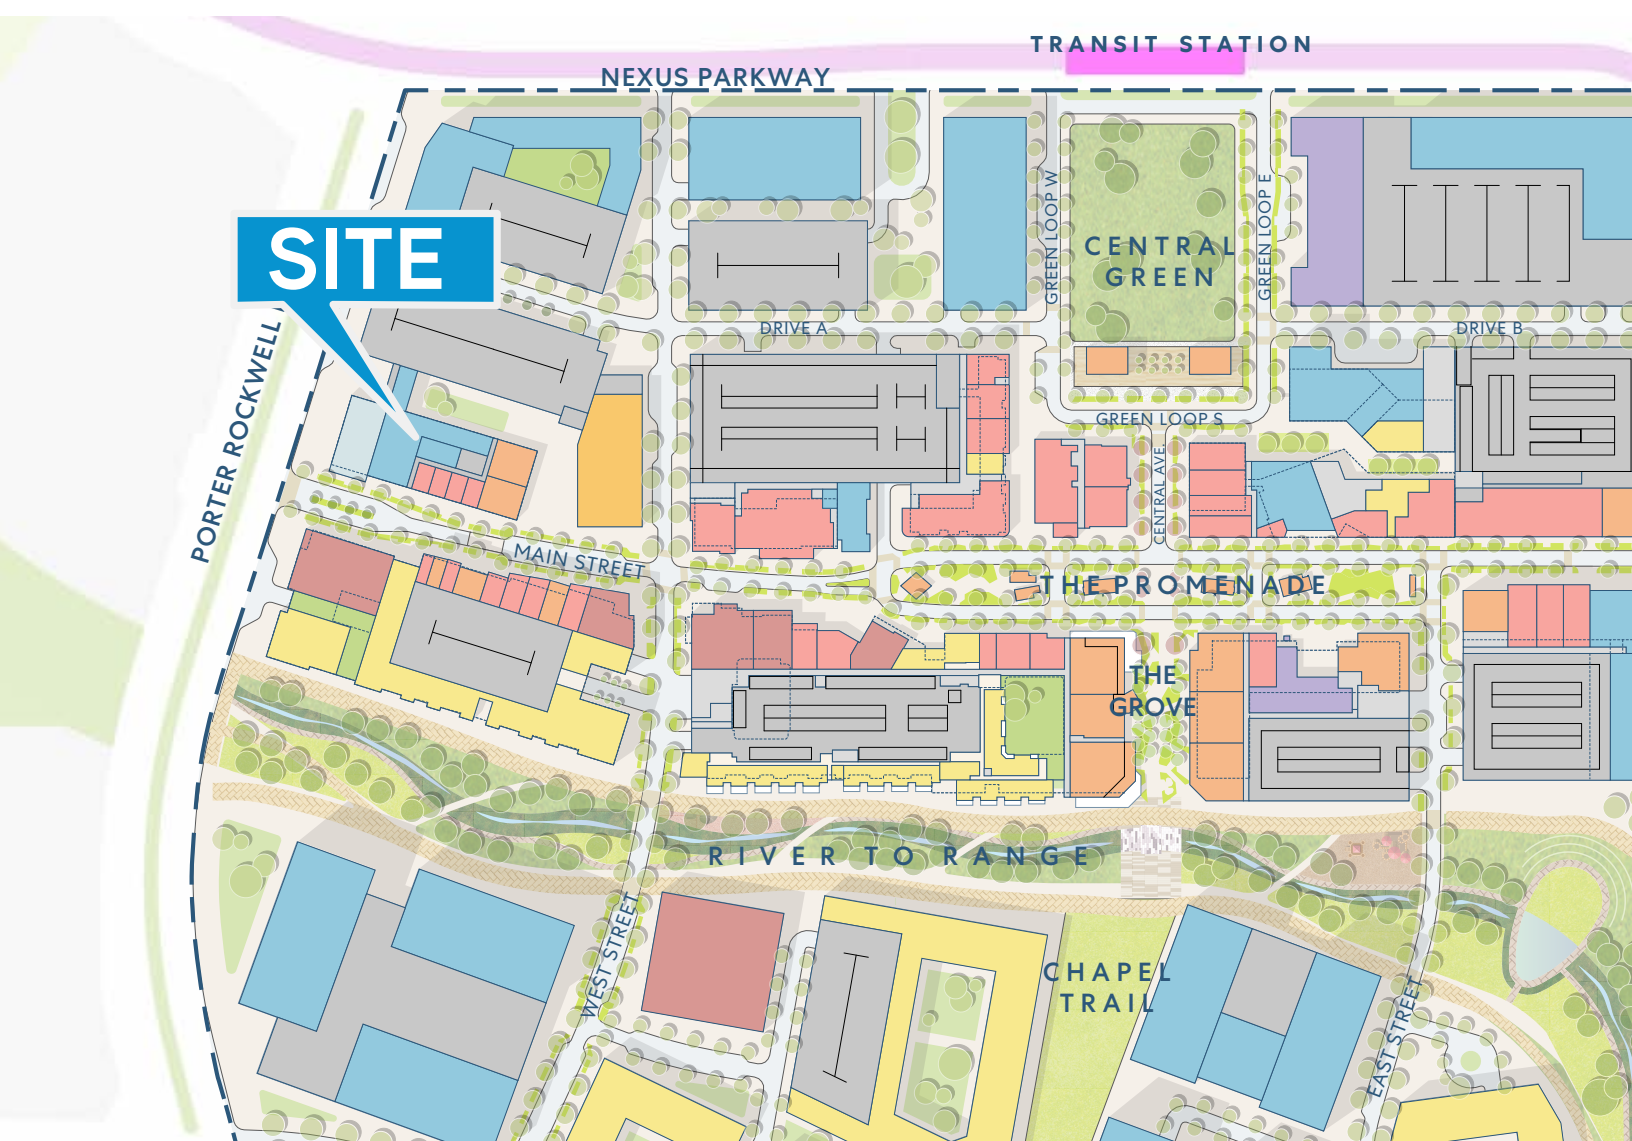 TRANSIT STATION
NEXUS PARKWAY
SITE
GREEN LOOP W
GREEN LOOP E
CENTRAL
GREEN
DRIVE A
DRIVE B
PORTER ROCKWELL
GREEN LOOP S
CENTRAL AVE.
MAIN STREET
THE PROMENADE
THE
GROVE
RIVER TO RANGE
WEST STREET
CHAPEL
TRAIL
EAST STREET